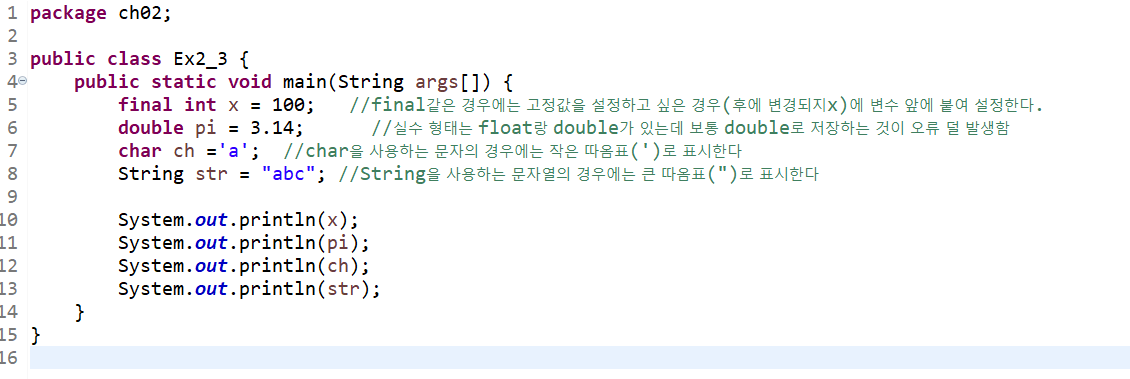 1 package ch02;
2
3 public class Ex2_3 {
4 public static void main(String args[]) {
5 final int x = 100; //final같은 경우에는 고정값을 설정하고 싶은 경우(후에 변경되지x)에 변수 앞에 붙여 설정한다.
6 double pi = 3.14; //실수 형태는 float랑 double가 있는데 보통 double로 저장하는 것이 오류 덜 발생함
7 char ch ='a'; //char을 사용하는 문자의 경우에는 작은 따옴표(')로 표시한다
8 String str = "abc"; //String을 사용하는 문자열의 경우에는 큰 따옴표(")로 표시한다
9
10 System.out.println(x);
11 System.out.println(pi);
12 System.out.println(ch);
13 System.out.println(str);
14 }
15 }
16